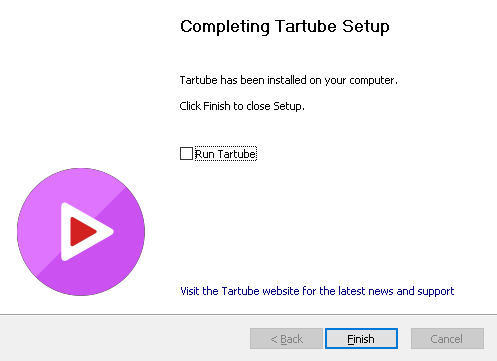 Completing Tartube Setup
Tartube has been installed on your computer.
Click Finish to close Setup.
Run Tartube
Visit the Tartube website for the latest news and support
< Back
Finish
Cancel